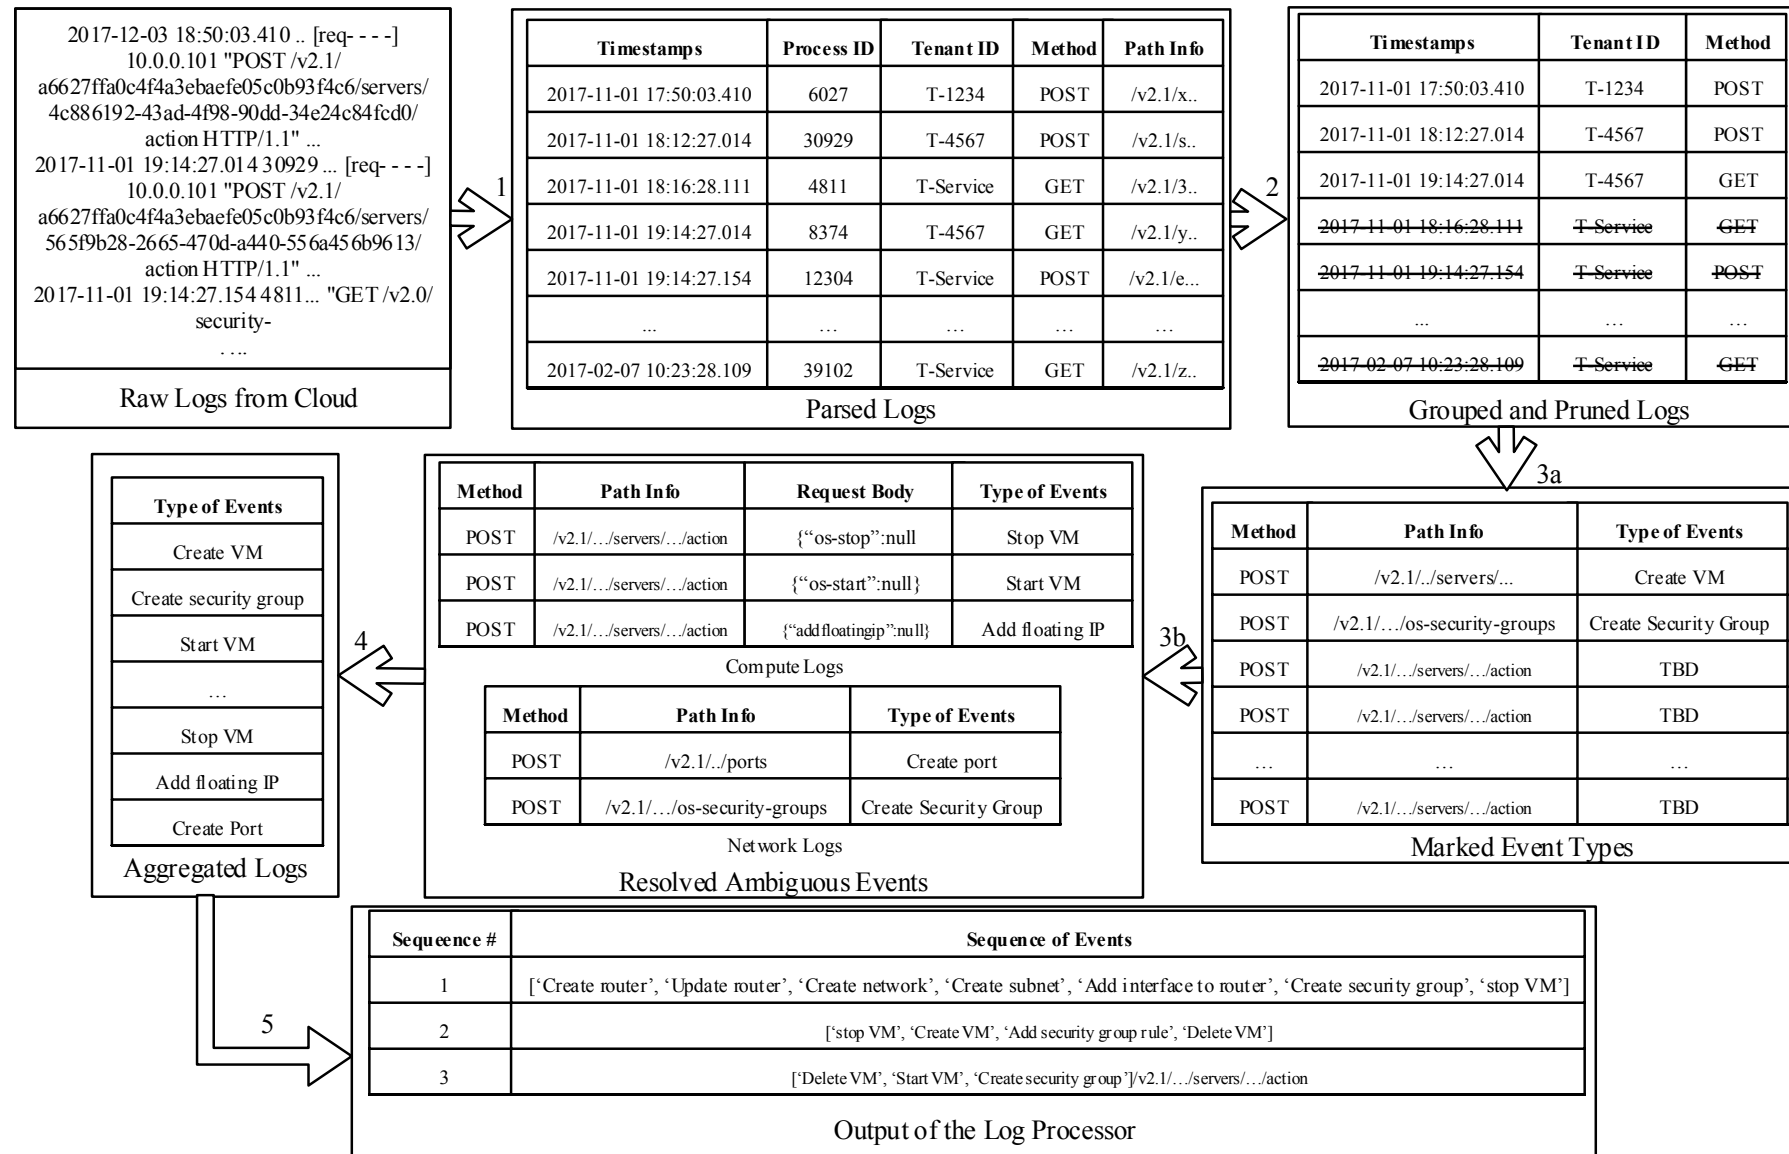 2017-12-03 18:50:03.410 .. [req- - - -]
10.0.0.101 "POST /v2.1/
a6627ffa0c4f4a3ebaefe05c0b93f4c6/servers/
4c886192-43ad-4f98-90dd-34e24c84fcd0/
action HTTP/1.1" ...
2017-11-01 19:14:27.014 30929 ... [req- - - -]
10.0.0.101 "POST /v2.1/
a6627ffa0c4f4a3ebaefe05c0b93f4c6/servers/
565f9b28-2665-470d-a440-556a456b9613/
action HTTP/1.1" ...
2017-11-01 19:14:27.154 4811... "GET /v2.0/
security-
. ...
Raw Logs from Cloud
1
Timestamps Process ID Tenant ID Method Path Info
2017-11-01 17:50:03.410 6027 T-1234 POST /v2.1/x..
2017-11-01 18:12:27.014 30929 T-4567 POST /v2.1/s..
2017-11-01 18:16:28.111 4811 T-Service GET /v2.1/3..
2017-11-01 19:14:27.014 8374 T-4567 GET /v2.1/y..
2017-11-01 19:14:27.154 12304 T-Service POST /v2.1/e...
... ... ... ... ...
2017-02-07 10:23:28.109 39102 T-Service GET /v2.1/z..
Parsed Logs
2
Timestamps Tenant ID Method
2017-11-01 17:50:03.410 T-1234 POST
2017-11-01 18:12:27.014 T-4567 POST
2017-11-01 19:14:27.014 T-4567 GET
2017-11-01 18:16:28.111 T-Service GET
2017-11-01 19:14:27.154 T-Service POST
... ... ...
2017-02-07 10:23:28.109 T-Service GET
Grouped and Pruned Logs
3a
Method Path Info Type of Events
POST /v2.1/../servers/... Create VM
POST /v2.1/.../os-security-groups Create Security Group
POST /v2.1/.../servers/.../action TBD
POST /v2.1/.../servers/.../action TBD
... ... ...
POST /v2.1/.../servers/.../action TBD
Marked Event Types
3b
Method Path Info Request Body Type of Events
POST /v2.1/.../servers/.../action {“os-stop”:null Stop VM
POST /v2.1/.../servers/.../action {“os-start”:null} Start VM
POST /v2.1/.../servers/.../action {“addfloatingip”:null} Add floating IP
Compute Logs
Method Path Info Type of Events
POST /v2.1/../ports Create port
POST /v2.1/.../os-security-groups Create Security Group
Network Logs
Resolved Ambiguous Events
4
Type of Events
Create VM
Create security group
Start VM
...
Stop VM
Add floating IP
Create Port
Aggregated Logs
5
Sequeence # Sequence of Events
1 [‘Create router’, ‘Update router’, ‘Create network’, ‘Create subnet’, ‘Add interface to router’, ‘Create security group’, ‘stop VM’]
2 [‘stop VM’, ‘Create VM’, ‘Add security group rule’, ‘Delete VM’]
3 [‘Delete VM’, ‘Start VM’, ‘Create security group’]/v2.1/.../servers/.../action
Output of the Log Processor